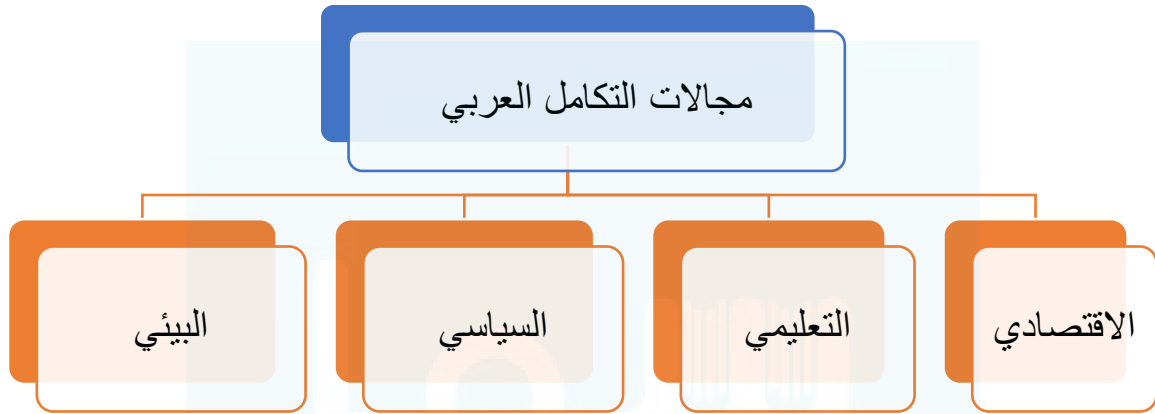 مجالات التكامل العربي
الاقتصادي
التعليمي
السياسي
البيئي